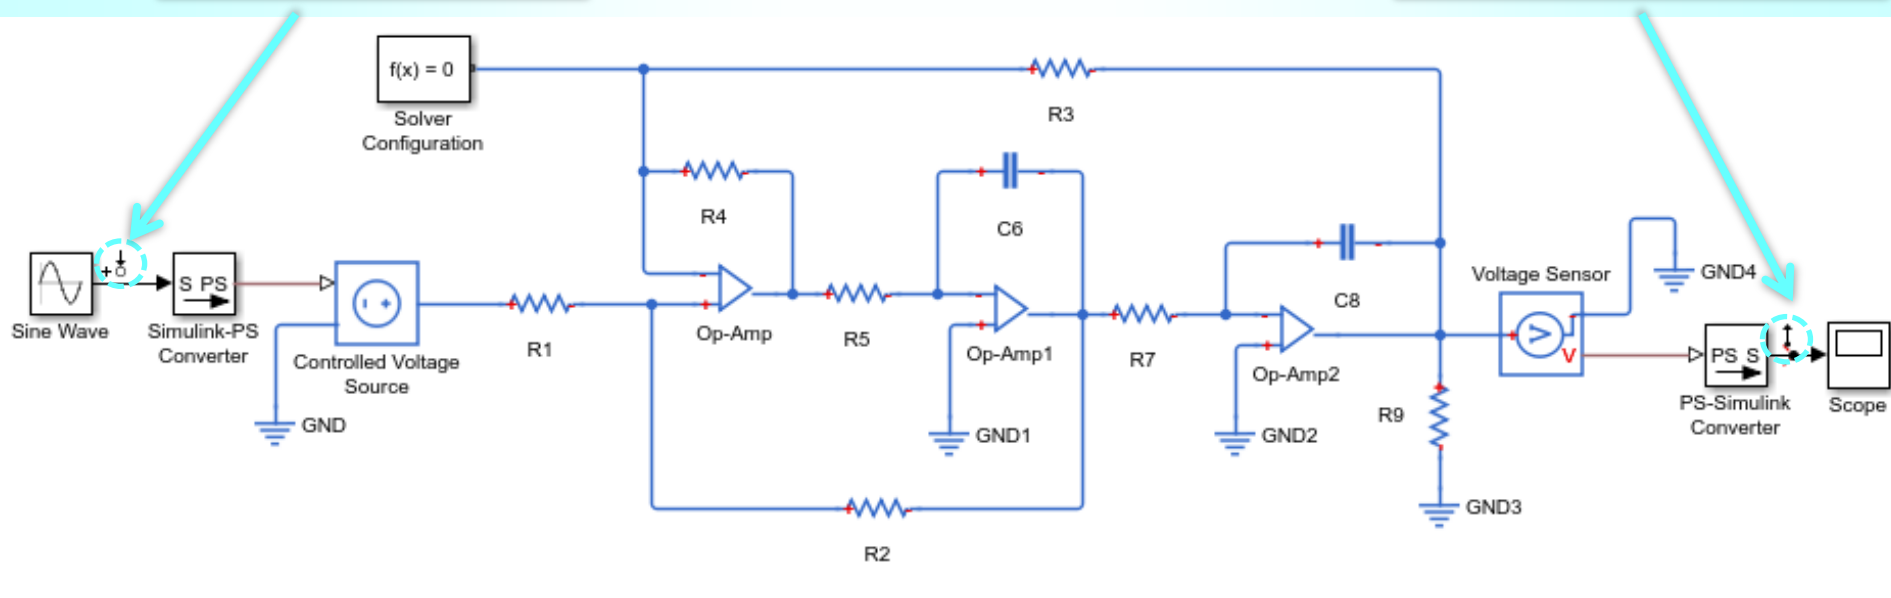 f(x) = 0
Solver
Configuration
R3
R4
C6
Sine Wave
S PS
Simulink-PS
Converter
Controlled Voltage
Source
GND
R1
Op-Amp
R5
Op-Amp1
GND1
R7
C8
Op-Amp2
GND2
R2
R9
GND3
Voltage Sensor
V
V
GND4
PS S
PS-Simulink
Converter
Scope